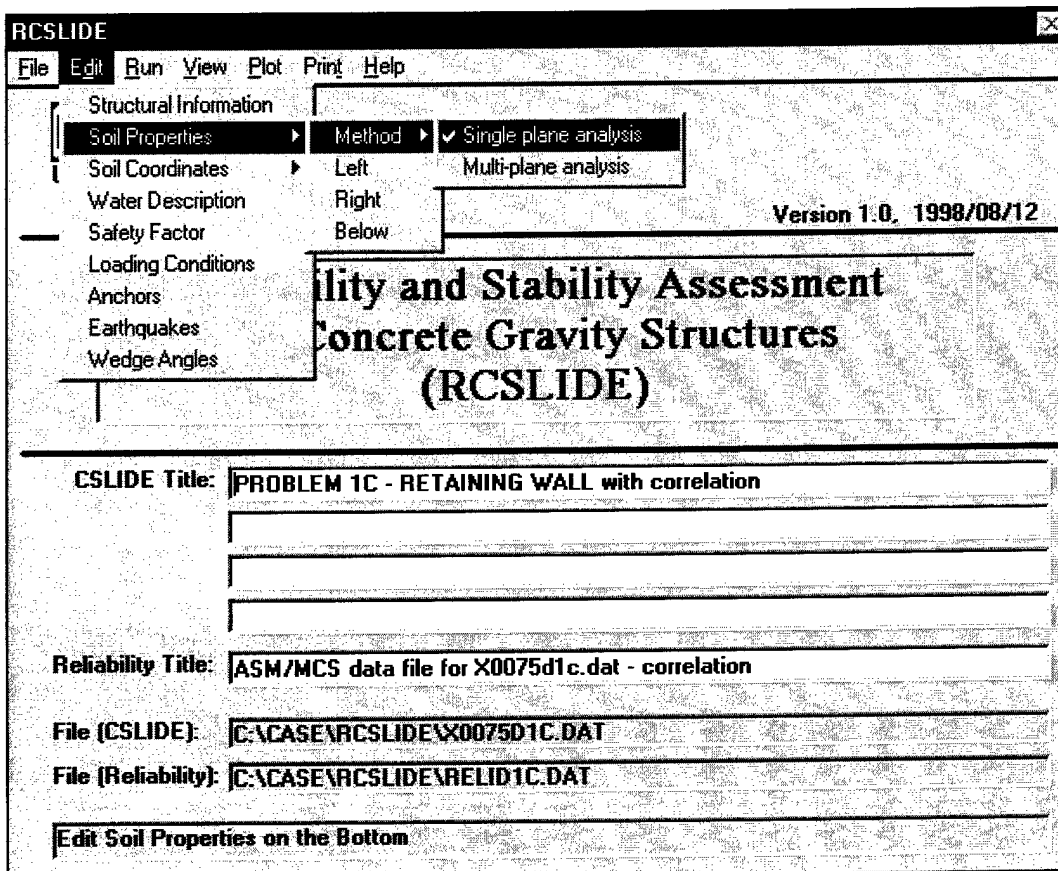 RCSLIDE
File Edit Run View Plot Print Help
Structural Information
Soil Properties Method ✓ Single plane analysis
Soil Coordinates Left Multi-plane analysis
Water Description Right
Safety Factor Below
Loading Conditions
Anchors
Earthquakes
Wedge Angles
Version 1.0, 1998/08/12
ility and Stability Assessment
Concrete Gravity Structures
(RCSLIDE)
CSLIDE Title: PROBLEM 1C - RETAINING WALL with correlation
Reliability Title: ASM/MCS data file for X0075d1c.dat - correlation
File (CSLIDE): C:\CASE\RCSLIDE\X0075D1C.DAT
File (Reliability): C:\CASE\RCSLIDE\RELID1C.DAT
Edit Soil Properties on the Bottom